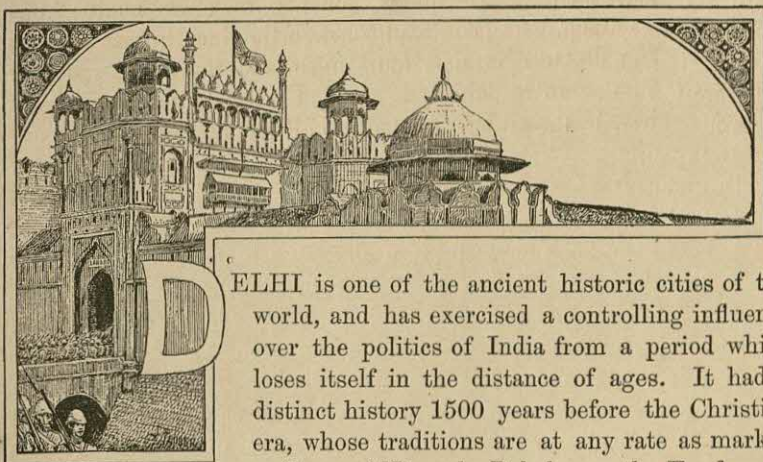 DELHI is one of the ancient historic cities of t
world, and has exercised a controlling influen
over the politics of India from a period whi
loses itself in the distance of ages. It had
distinct history 1500 years before the Christi
era, whose traditions are at any rate as mark